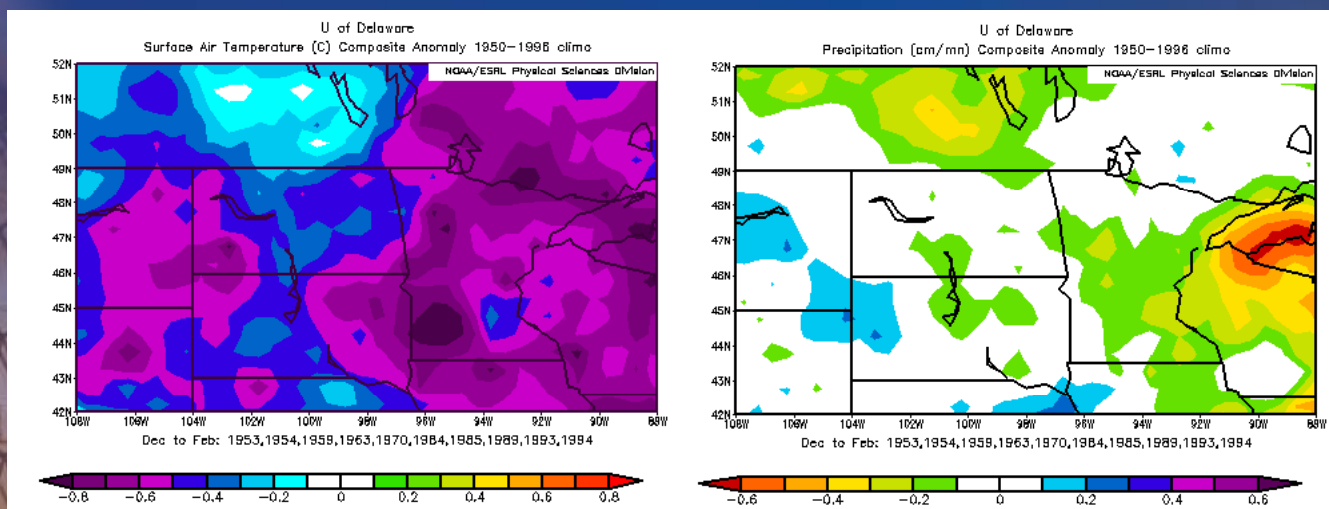 U of Delaware
Surface Air Temperature (C) Composite Anomaly 1950-1996 climo
NOAA/ESRL Physical Sciences Division
52N
51N
50N
49N
48N
47N
46N
45N
44N
43N
42N
108W 106W 104W 102W 100W 98W 96W 94W 92W 90W 88W
Dec to Feb: 1953,1954,1959,1963,1970,1984,1985,1989,1993,1994
-0.8 -0.6 -0.4 -0.2 0 0.2 0.4 0.6 0.8
U of Delaware
Precipitation (cm/mn) Composite Anomaly 1950-1996 climo
NOAA/ESRL Physical Sciences Division
52N
51N
50N
49N
48N
47N
46N
45N
44N
43N
42N
108W 106W 104W 102W 100W 98W 96W 94W 92W 90W 88W
Dec to Feb: 1953,1954,1959,1963,1970,1984,1985,1989,1993,1994
-0.6 -0.4 -0.2 0 0.2 0.4 0.6